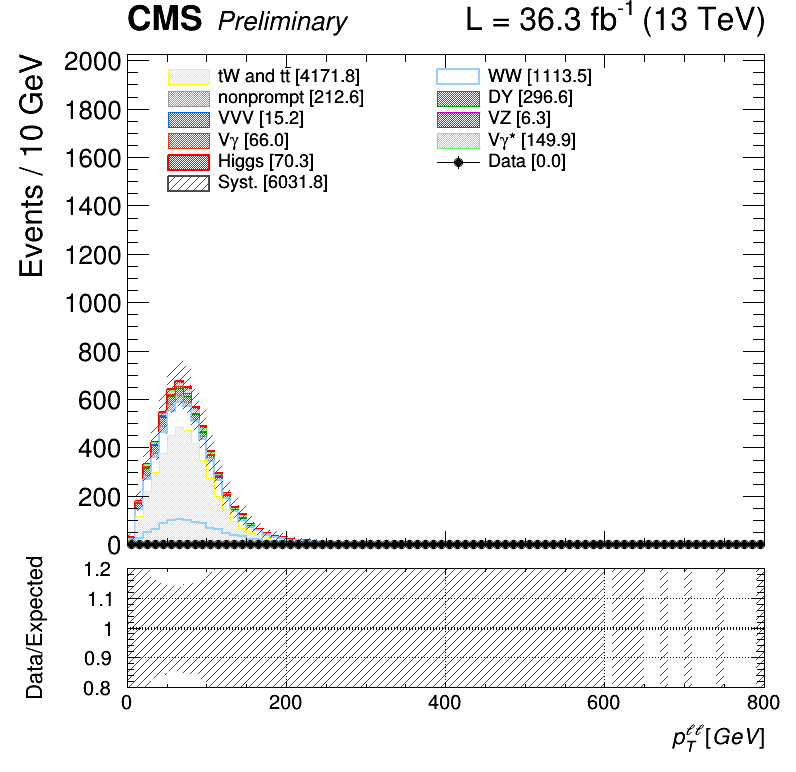 CMS Preliminary L = 36.3 fb⁻¹ (13 TeV)
Events / 10 GeV
2000
1800
1600
1400
1200
1000
800
600
400
200
0
tW and tt̄ [4171.8]
nonprompt [212.6]
VVV [15.2]
Vγ [66.0]
Higgs [70.3]
Syst. [6031.8]
WW [1113.5]
DY [296.6]
VZ [6.3]
Vγ* [149.9]
Data [0.0]
Data/Expected
1.2
1.1
1
0.9
0.8
0 200 400 600 800
p_T^ℓℓ [GeV]